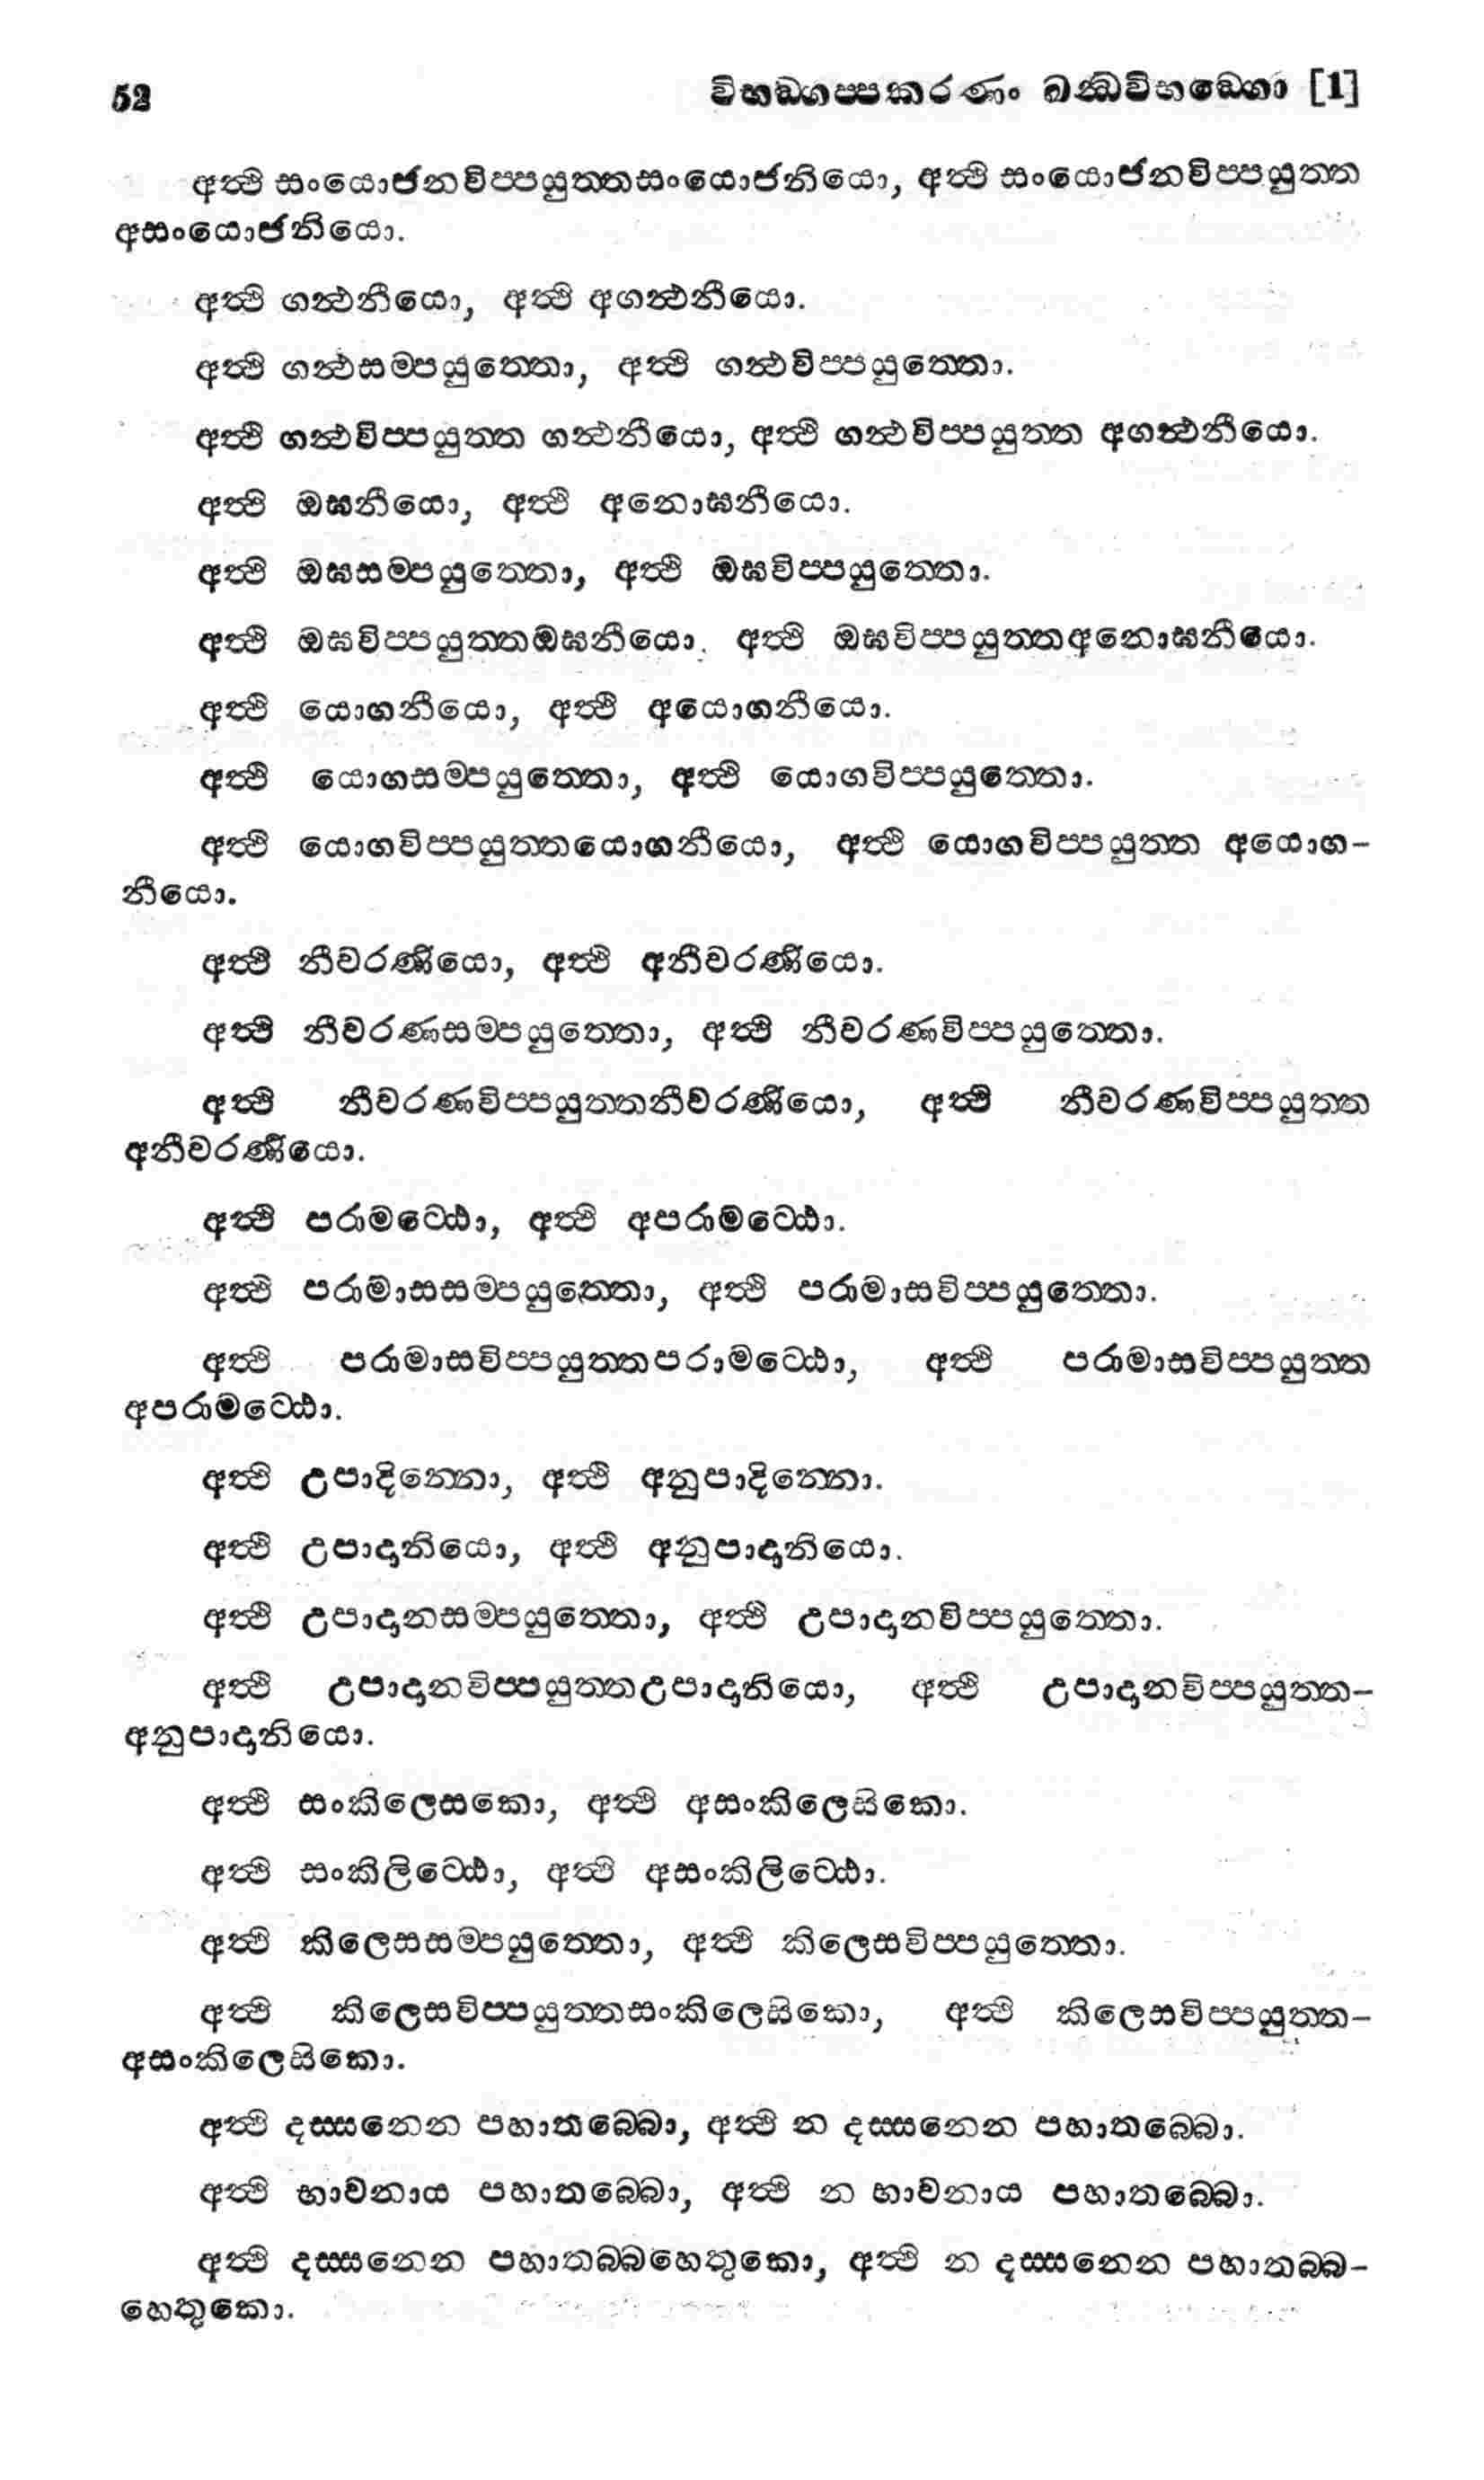 52 විභඞ්ගප්පකරණං ඛන්ධවිභඞ්ගො [1]
අත්ථි සංයොජනවිප්පයුත්තසංයොජනියො, අත්ථි සංයොජනවිප්පයුත්ත
අසංයොජනියො.
අත්ථි ගන්ථනීයො, අත්ථි අගන්ථනීයො.
අත්ථි ගන්ථසම්පයුත්තො, අත්ථි ගන්ථවිප්පයුත්තො.
අත්ථි ගන්ථවිප්පයුත්ත ගන්ථනීයො, අත්ථි ගන්ථවිප්පයුත්ත අගන්ථනීයො.
අත්ථි ඔඝනීයො, අත්ථි අනොඝනීයො.
අත්ථි ඔඝසම්පයුත්තො, අත්ථි ඔඝවිප්පයුත්තො.
අත්ථි ඔඝවිප්පයුත්තඔඝනීයො. අත්ථි ඔඝවිප්පයුත්තඅනොඝනීයො.
අත්ථි යොගනීයො, අත්ථි අයොගනීයො.
අත්ථි යොගසම්පයුත්තො, අත්ථි යොගවිප්පයුත්තො.
අත්ථි යොගවිප්පයුත්තයොගනීයො, අත්ථි යොගවිප්පයුත්ත අයොග-
නීයො.
අත්ථි නීවරණියො, අත්ථි අනීවරණියො.
අත්ථි නීවරණසම්පයුත්තො, අත්ථි නීවරණවිප්පයුත්තො.
අත්ථි නීවරණවිප්පයුත්තනීවරණියො, අත්ථි නීවරණවිප්පයුත්ත
අනීවරණියො.
අත්ථි පරාමට්ඨො, අත්ථි අපරාමට්ඨො.
අත්ථි පරාමාසසම්පයුත්තො, අත්ථි පරාමාසවිප්පයුත්තො.
අත්ථි පරාමාසවිප්පයුත්තපරාමට්ඨො, අත්ථි පරාමාසවිප්පයුත්ත
අපරාමට්ඨො.
අත්ථි උපාදින්නො, අත්ථි අනුපාදින්නො.
අත්ථි උපාදානියො, අත්ථි අනුපාදානියො.
අත්ථි උපාදානසම්පයුත්තො, අත්ථි උපාදානවිප්පයුත්තො.
අත්ථි උපාදානවිප්පයුත්තඋපාදානියො, අත්ථි උපාදානවිප්පයුත්ත-
අනුපාදානියො.
අත්ථි සංකිලෙසකො, අත්ථි අසංකිලෙසිකො.
අත්ථි සංකිලිට්ඨො, අත්ථි අසංකිලිට්ඨො.
අත්ථි කිලෙසසම්පයුත්තො, අත්ථි කිලෙසවිප්පයුත්තො.
අත්ථි කිලෙසවිප්පයුත්තසංකිලෙසිකො, අත්ථි කිලෙසවිප්පයුත්ත-
අසංකිලෙසිකො.
අත්ථි දස්සනෙන පහාතබ්බො, අත්ථි න දස්සනෙන පහාතබ්බො.
අත්ථි භාවනාය පහාතබ්බො, අත්ථි න භාවනාය පහාතබ්බො.
අත්ථි දස්සනෙන පහාතබ්බහෙතුකො, අත්ථි න දස්සනෙන පහාතබ්බ-
හෙතුකො.